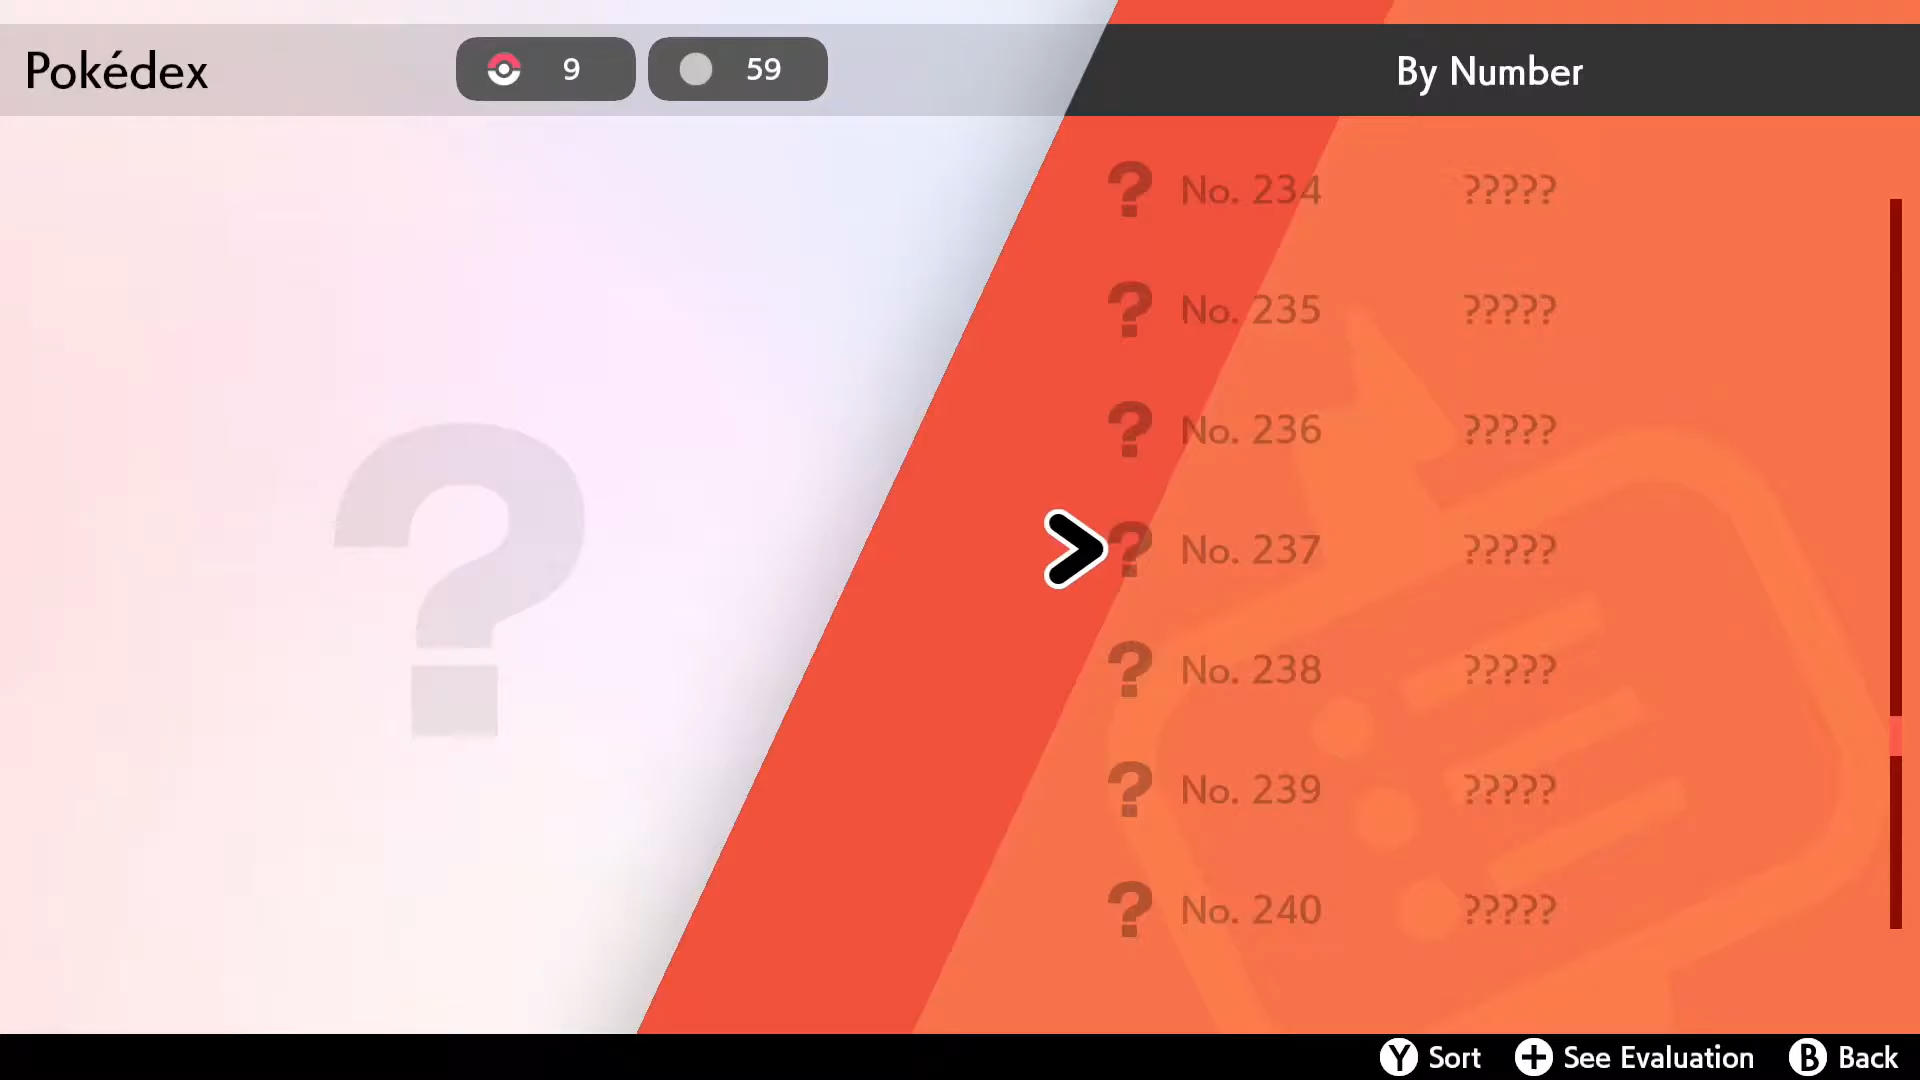 Pokédex 9 59 By Number
? No. 234 ?????
? No. 235 ?????
? No. 236 ?????
? No. 237 ?????
? No. 238 ?????
? No. 239 ?????
? No. 240 ?????
?
Y Sort + See Evaluation B Back